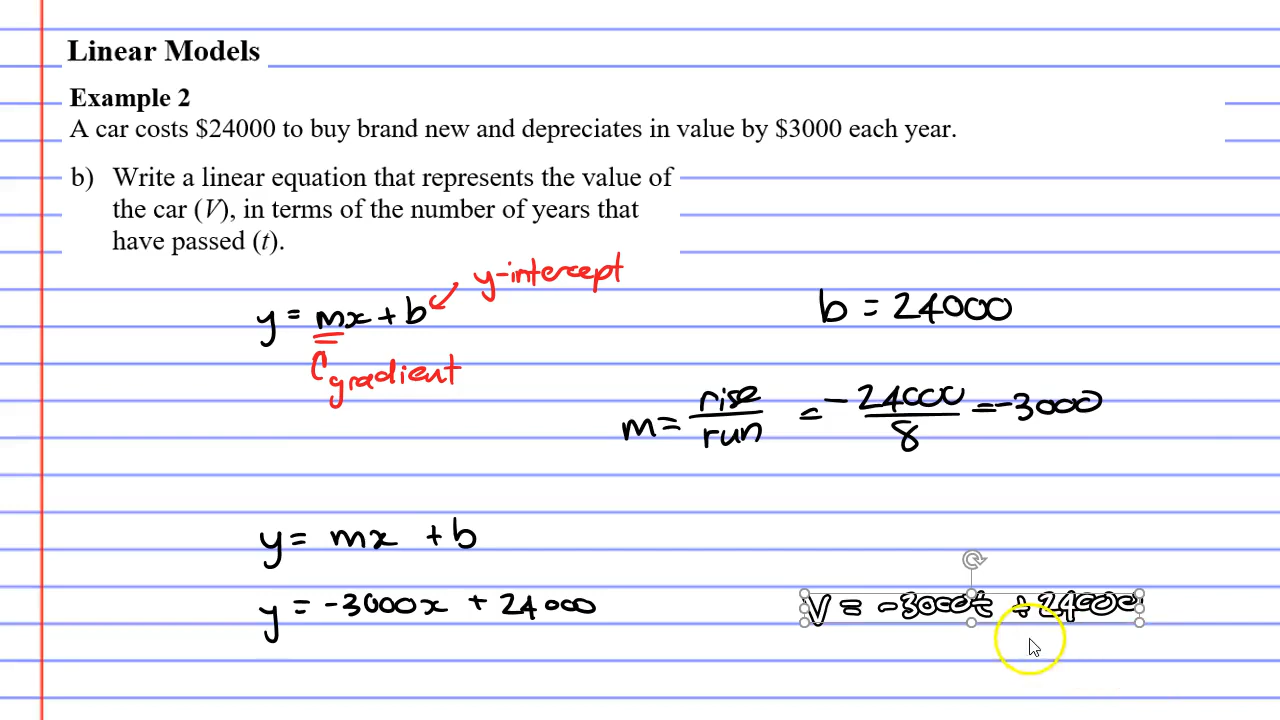 Linear Models
Example 2
A car costs $24000 to buy brand new and depreciates in value by $3000 each year.
b) Write a linear equation that represents the value of
the car (V), in terms of the number of years that
have passed (t).
y-intercept
y = mx + b
gradient
b = 24000
m = rise/run = -24000/8 = -3000
y = mx + b
y = -3000x + 24000
V = -3000t + 24000